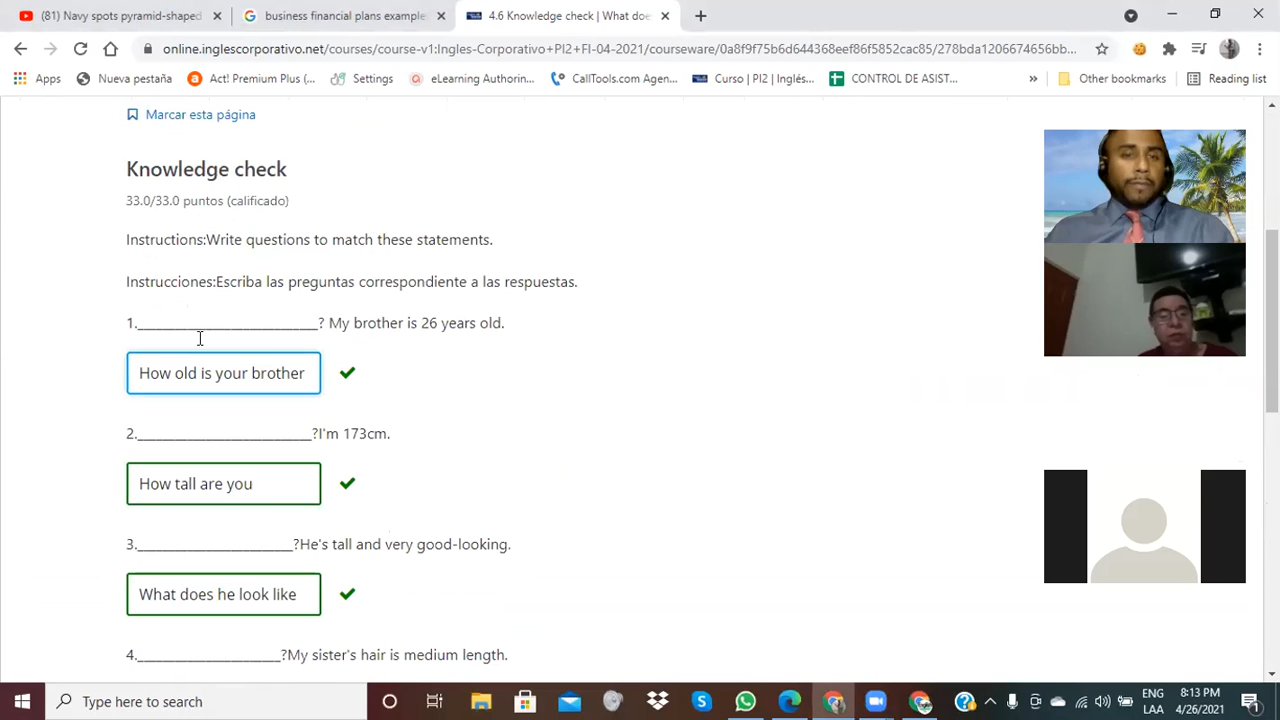 (81) Navy spots pyramid-shaped
business financial plans example
4.6 Knowledge check | What doe
online.inglescorporativo.net/courses/course-v1:Ingles-Corporativo+PI2+FI-04-2021/courseware/0a8f9f75b6d644368eef86f5852cac85/278bda1206674656bb...
Apps
Nueva pestaña
Act! Premium Plus (...
Settings
eLearning Authorin...
CallTools.com Agen...
Curso | PI2 | Inglés...
CONTROL DE ASIST...
»
Other bookmarks
Reading list
Marcar esta página
Knowledge check
33.0/33.0 puntos (calificado)
Instructions:Write questions to match these statements.
Instrucciones:Escriba las preguntas correspondiente a las respuestas.
1.__________________________? My brother is 26 years old.
How old is your brother
2._________________________?I'm 173cm.
How tall are you
3.______________________?He's tall and very good-looking.
What does he look like
4.____________________?My sister's hair is medium length.
Type here to search
ENG
LAA
8:13 PM
4/26/2021